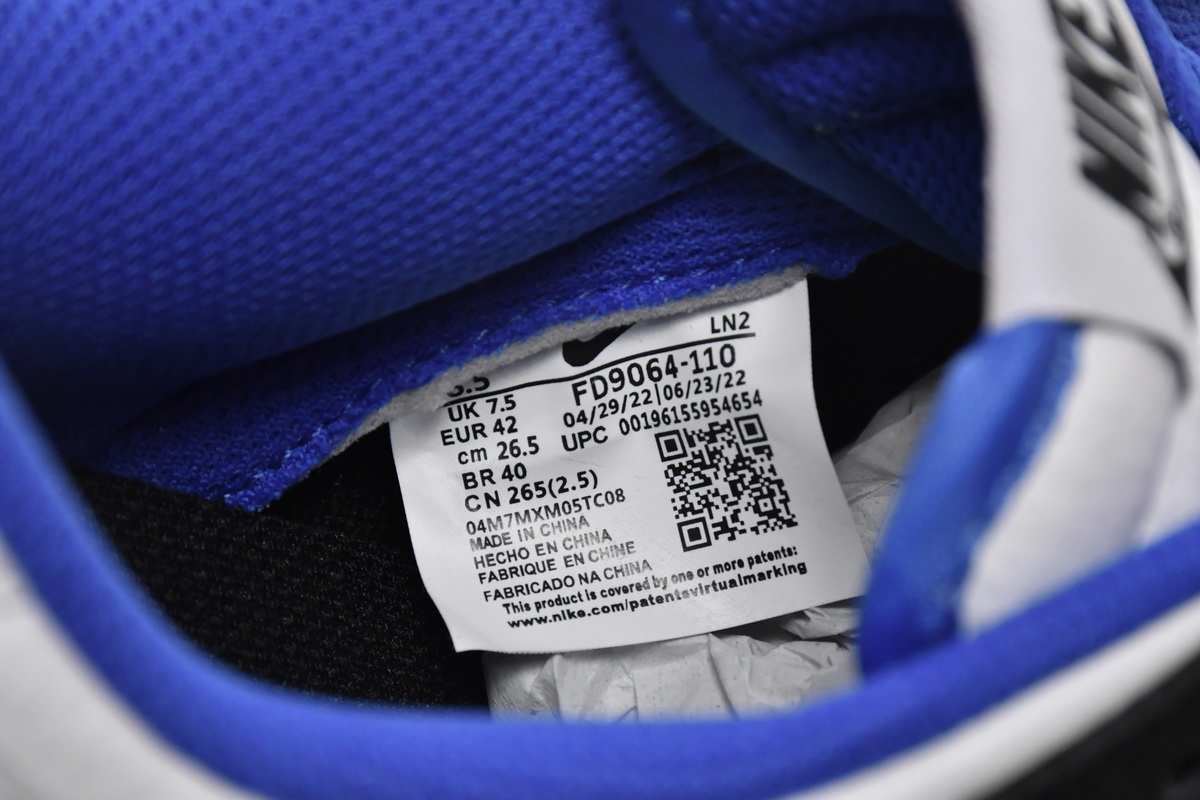 NIKE
LN2
FD9064-110
UK 7.5
04/29/22|06/23/22
EUR 42
UPC 00196155954654
cm 26.5
BR 40
CN 265(2.5)
04M7MXM05TC08
MADE IN CHINA
HECHO EN CHINA
FABRIQUE EN CHINE
FABRICADO NA CHINA
This product is covered by one or more patents:
www.nike.com/patentsvirtualmarking